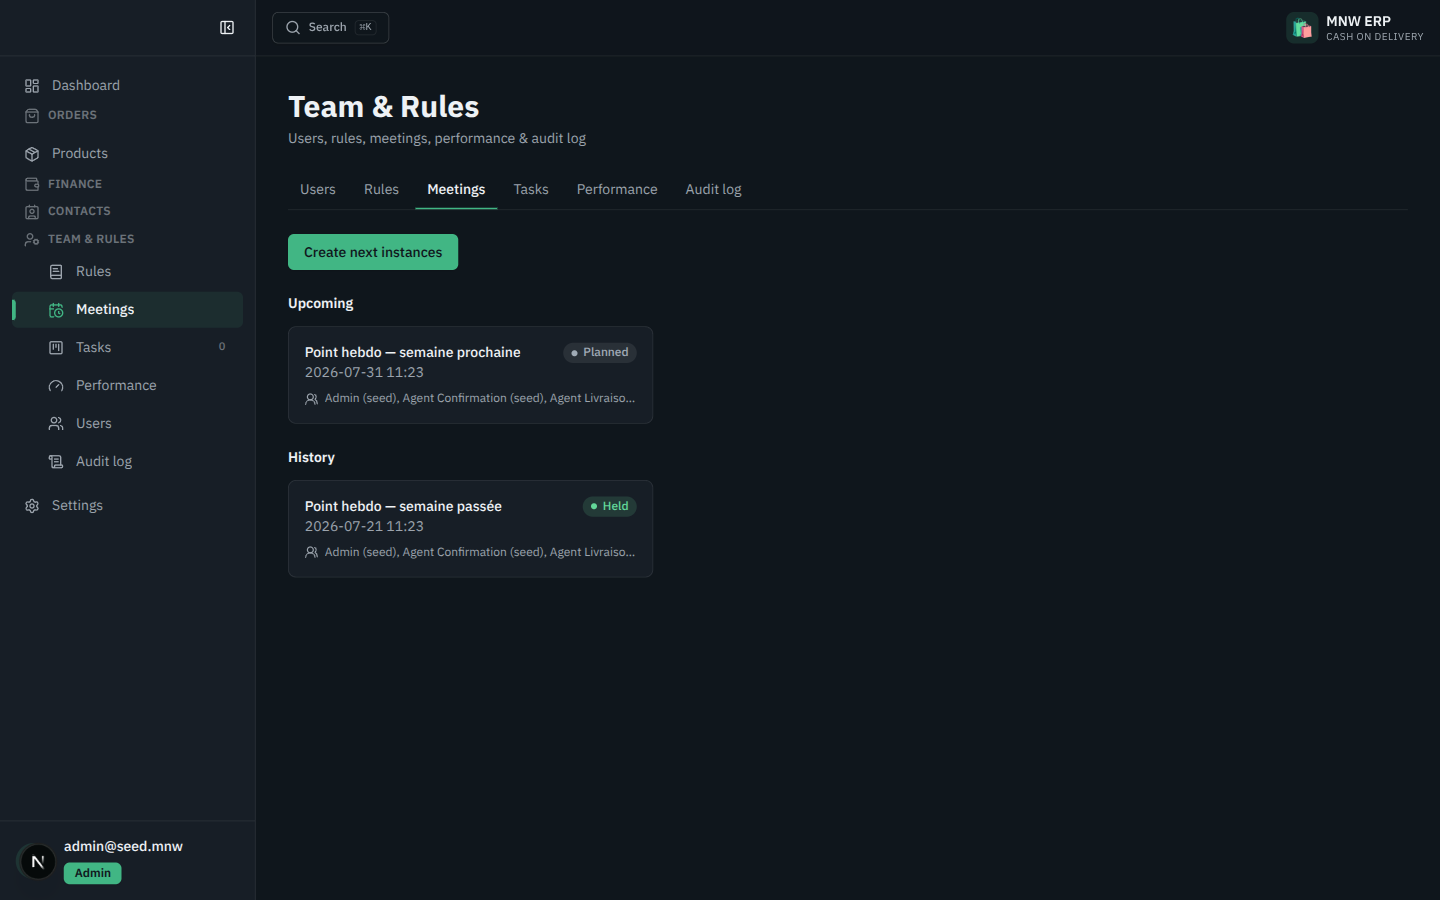 Search ⌘K
MNW ERP
CASH ON DELIVERY
Dashboard
ORDERS
Products
FINANCE
CONTACTS
TEAM & RULES
Rules
Meetings
Tasks 0
Performance
Users
Audit log
Settings
admin@seed.mnw
Admin
Team & Rules
Users, rules, meetings, performance & audit log
Users Rules Meetings Tasks Performance Audit log
Create next instances
Upcoming
Point hebdo — semaine prochaine Planned
2026-07-31 11:23
Admin (seed), Agent Confirmation (seed), Agent Livraiso…
History
Point hebdo — semaine passée Held
2026-07-21 11:23
Admin (seed), Agent Confirmation (seed), Agent Livraiso…